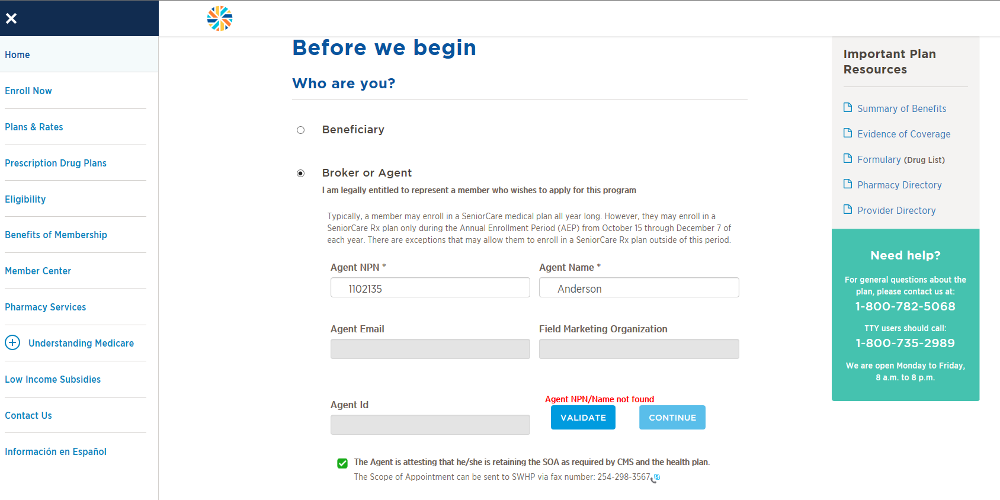 Home
Enroll Now
Plans & Rates
Prescription Drug Plans
Eligibility
Benefits of Membership
Member Center
Pharmacy Services
Understanding Medicare
Low Income Subsidies
Contact Us
Información en Español
Before we begin
Who are you?
Beneficiary
Broker or Agent
I am legally entitled to represent a member who wishes to apply for this program
Typically, a member may enroll in a SeniorCare medical plan all year long. However, they may enroll in a
SeniorCare Rx plan only during the Annual Enrollment Period (AEP) from October 15 through December 7 of
each year. There are exceptions that may allow them to enroll in a SeniorCare Rx plan outside of this period.
Agent NPN *
1102135
Agent Name *
Anderson
Agent Email
Field Marketing Organization
Agent Id
Agent NPN/Name not found
VALIDATE
CONTINUE
The Agent is attesting that he/she is retaining the SOA as required by CMS and the health plan.
The Scope of Appointment can be sent to SWHP via fax number: 254-298-3567
Important Plan
Resources
Summary of Benefits
Evidence of Coverage
Formulary (Drug List)
Pharmacy Directory
Provider Directory
Need help?
For general questions about the
plan, please contact us at:
1-800-782-5068
TTY users should call:
1-800-735-2989
We are open Monday to Friday,
8 a.m. to 8 p.m.